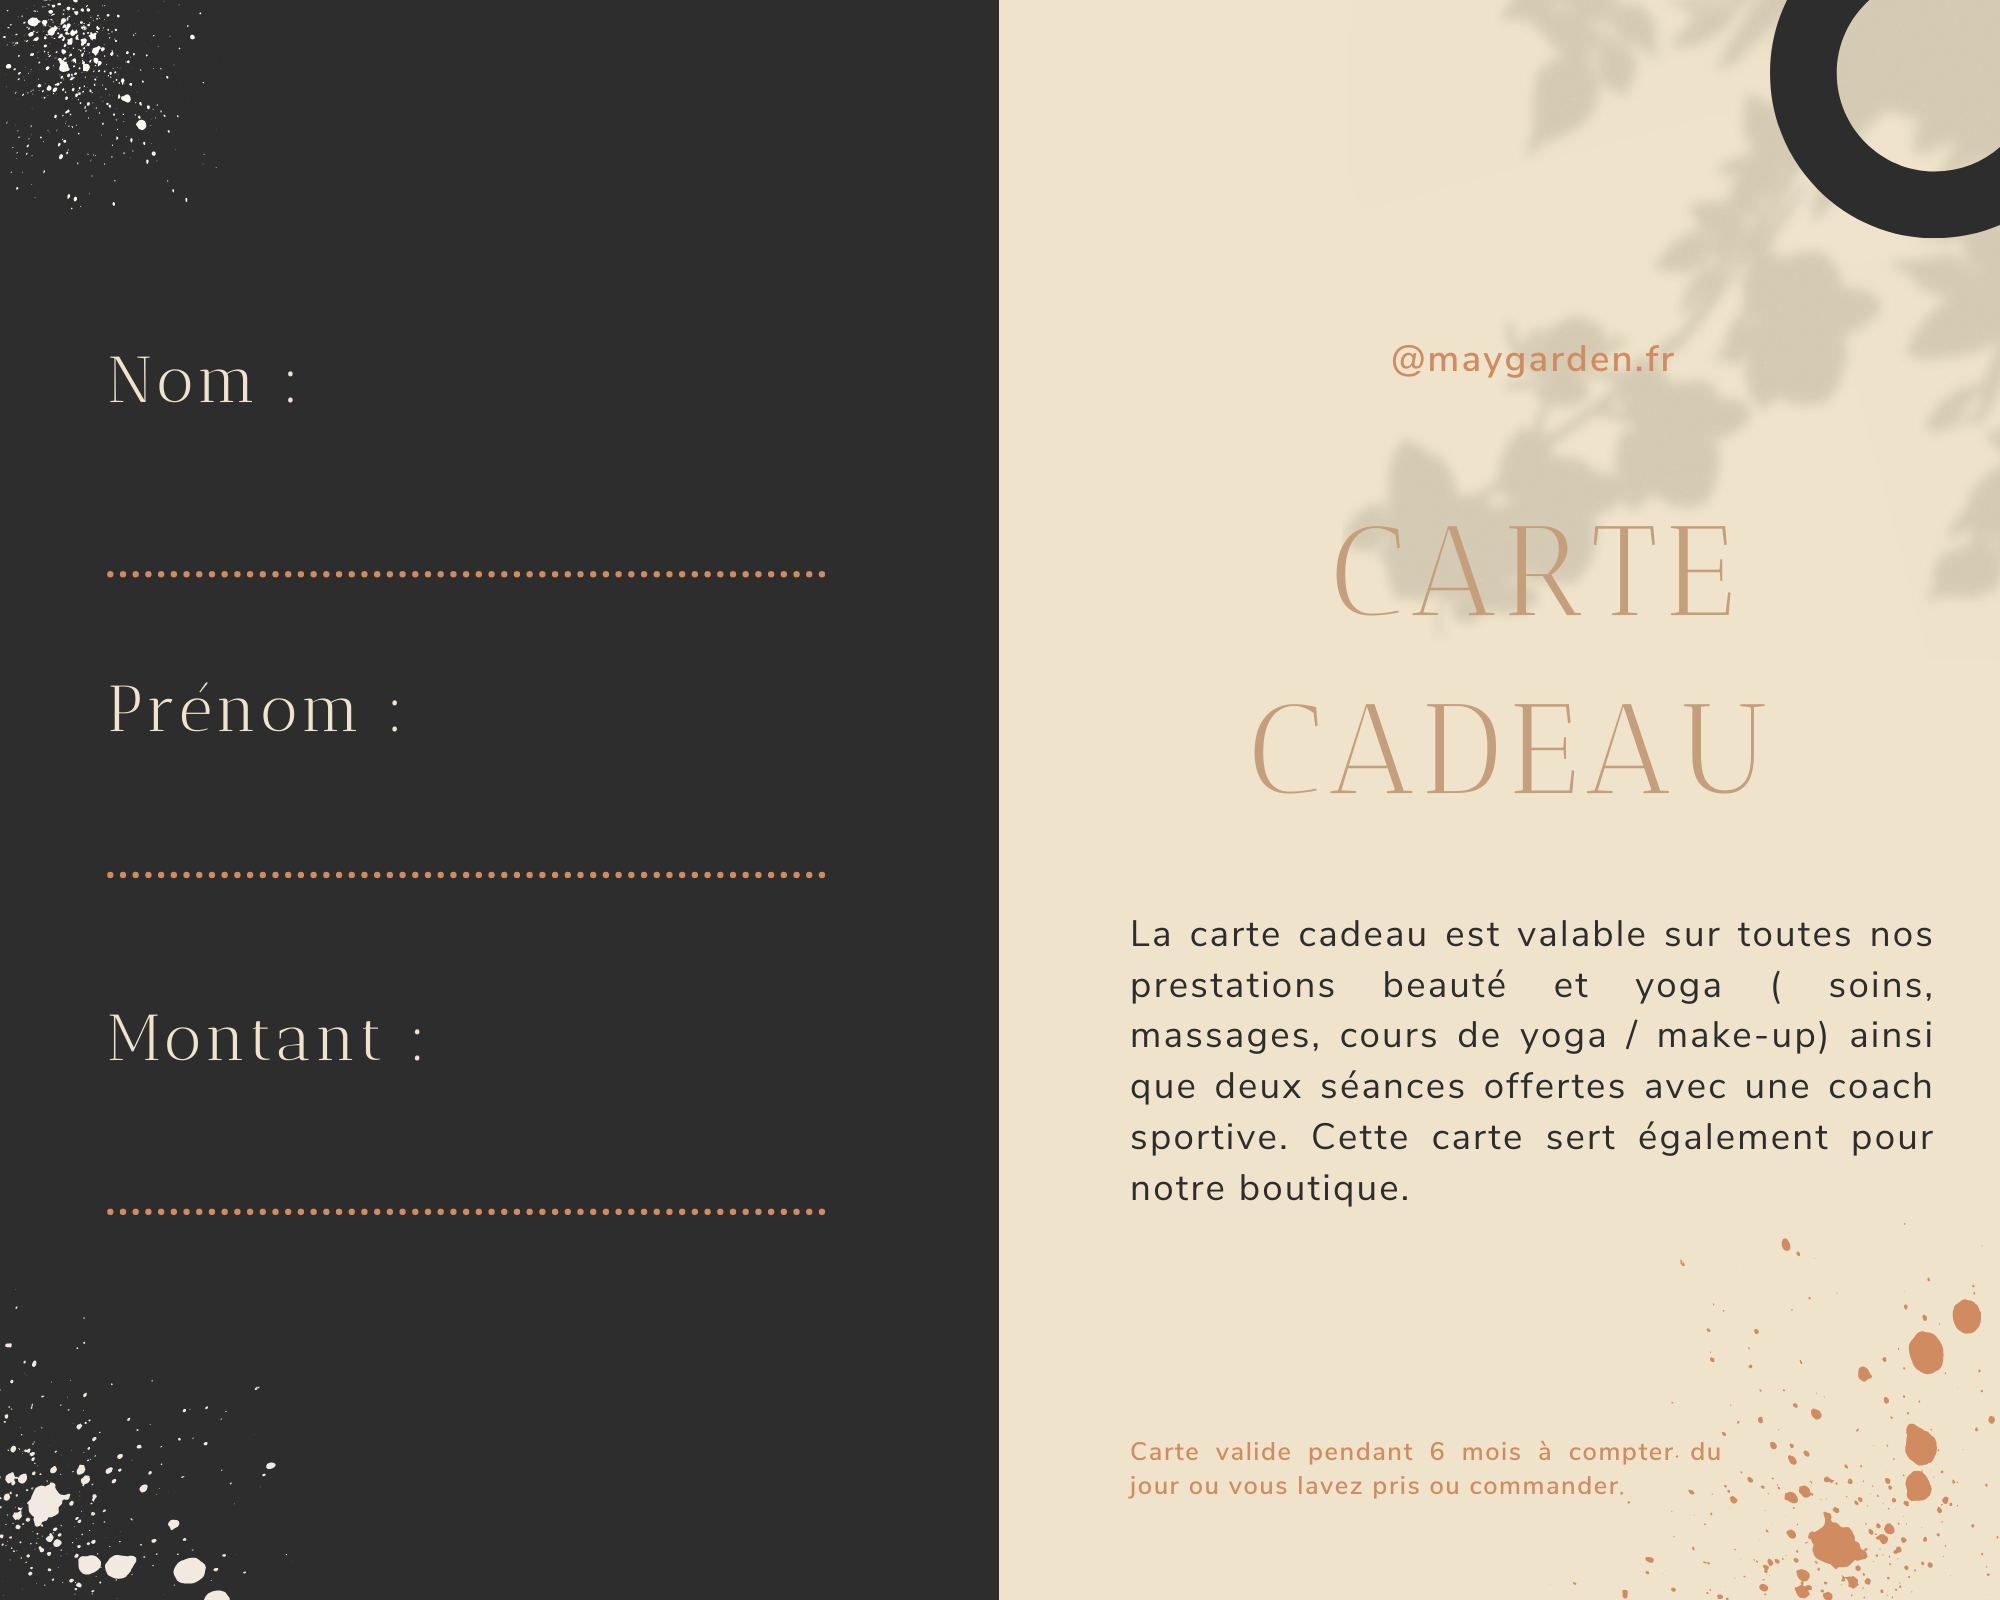 Nom :
Prénom :
Montant :
@maygarden.fr
CARTE
CADEAU
La carte cadeau est valable sur toutes nos
prestations beauté et yoga ( soins,
massages, cours de yoga / make-up) ainsi
que deux séances offertes avec une coach
sportive. Cette carte sert également pour
notre boutique.
Carte valide pendant 6 mois à compter du
jour ou vous lavez pris ou commander.